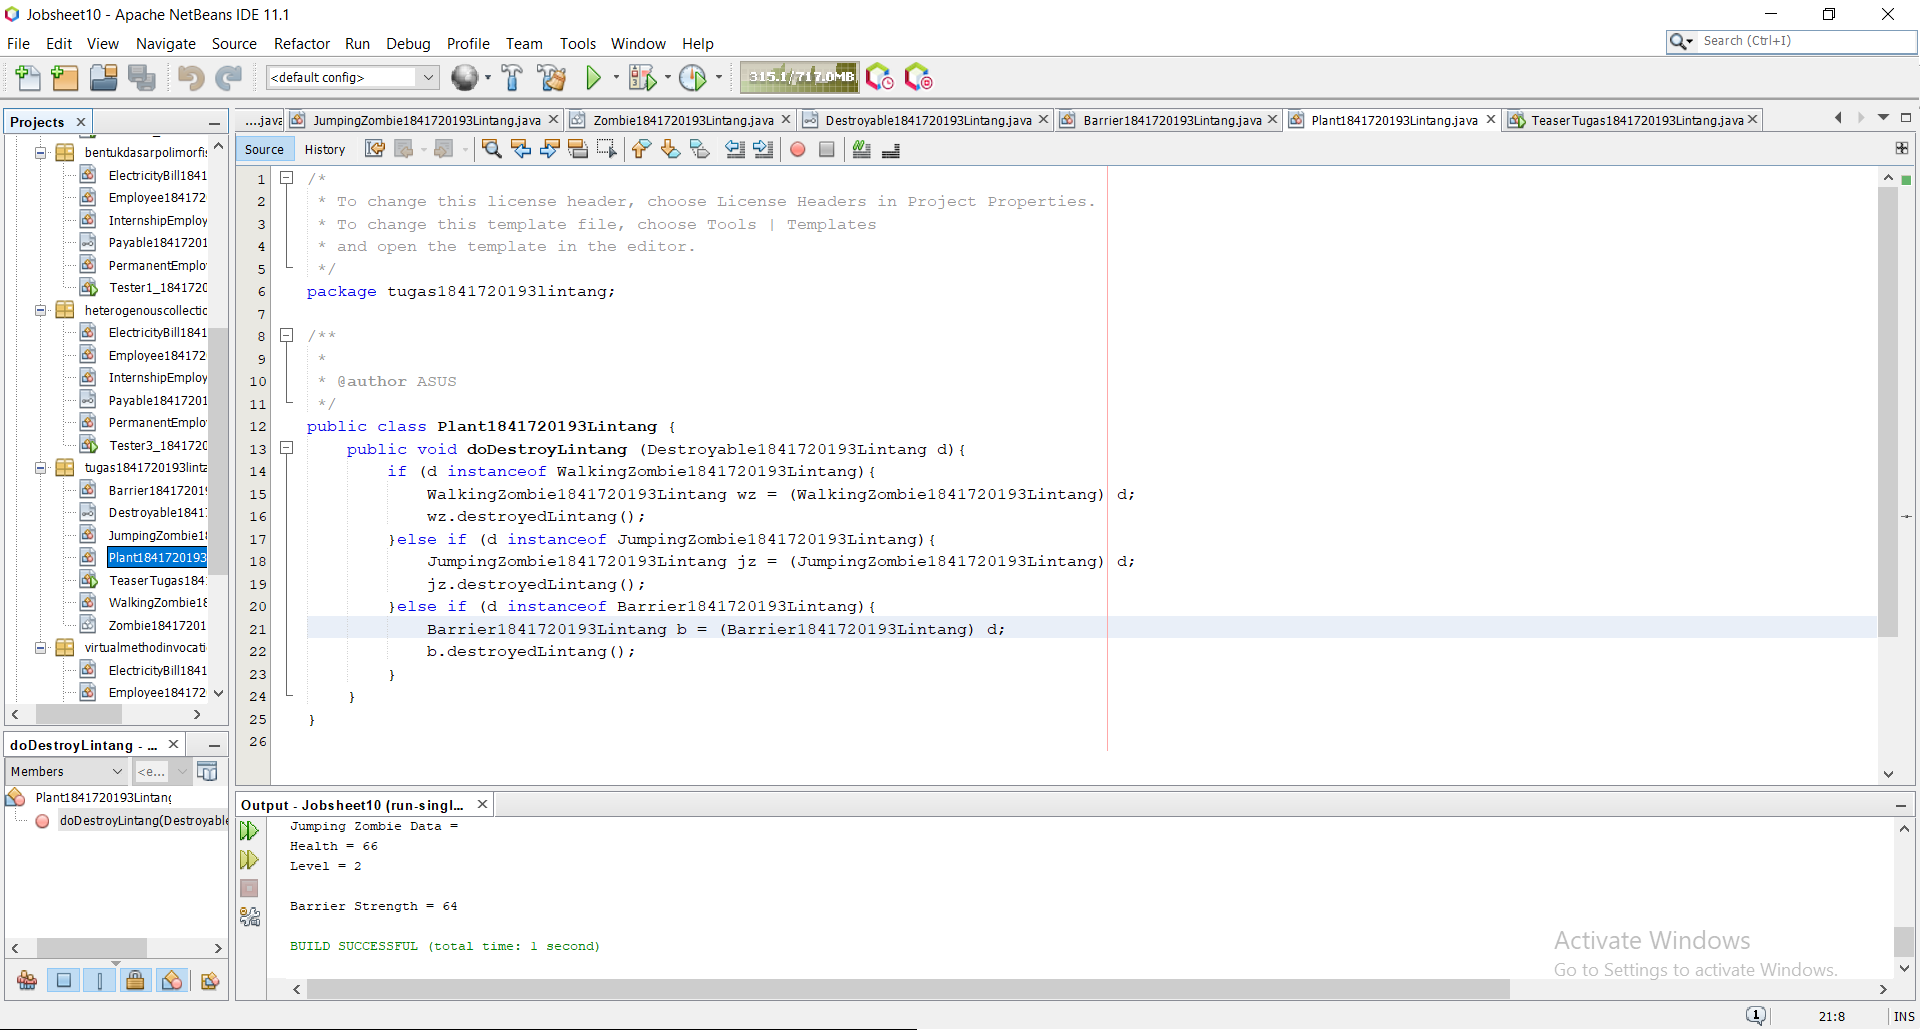 Jobsheet10 - Apache NetBeans IDE 11.1
File Edit View Navigate Source Refactor Run Debug Profile Team Tools Window Help
Search (Ctrl+I)
<default config>
315.1/717.0MB
Projects
bentukdasarpolimorfis
ElectricityBill1841
Employee184172
InternshipEmploy
Payable18417201
PermanentEmplo
Tester1_1841720
heterogenouscollectic
ElectricityBill1841
Employee184172
InternshipEmploy
Payable18417201
PermanentEmplo
Tester3_1841720
tugas1841720193linta
Barrier184172019
Destroyable1841
JumpingZombie1
Plant1841720193
TeaserTugas184
WalkingZombie18
Zombie18417201
virtualmethodinvocati
ElectricityBill1841
Employee184172
....java
JumpingZombie1841720193Lintang.java
Zombie1841720193Lintang.java
Destroyable1841720193Lintang.java
Barrier1841720193Lintang.java
Plant1841720193Lintang.java
TeaserTugas1841720193Lintang.java
Source History
1 /*
2 * To change this license header, choose License Headers in Project Properties.
3 * To change this template file, choose Tools | Templates
4 * and open the template in the editor.
5 */
6 package tugas1841720193lintang;
7
8 /**
9 *
10 * @author ASUS
11 */
12 public class Plant1841720193Lintang {
13 public void doDestroyLintang (Destroyable1841720193Lintang d){
14 if (d instanceof WalkingZombie1841720193Lintang){
15 WalkingZombie1841720193Lintang wz = (WalkingZombie1841720193Lintang) d;
16 wz.destroyedLintang();
17 }else if (d instanceof JumpingZombie1841720193Lintang){
18 JumpingZombie1841720193Lintang jz = (JumpingZombie1841720193Lintang) d;
19 jz.destroyedLintang();
20 }else if (d instanceof Barrier1841720193Lintang){
21 Barrier1841720193Lintang b = (Barrier1841720193Lintang) d;
22 b.destroyedLintang();
23 }
24 }
25 }
26
doDestroyLintang - ...
Members <e...
Plant1841720193Lintang
doDestroyLintang(Destroyable
Output - Jobsheet10 (run-singl...
Jumping Zombie Data =
Health = 66
Level = 2
Barrier Strength = 64
BUILD SUCCESSFUL (total time: 1 second)
Activate Windows
Go to Settings to activate Windows.
1
21:8 INS